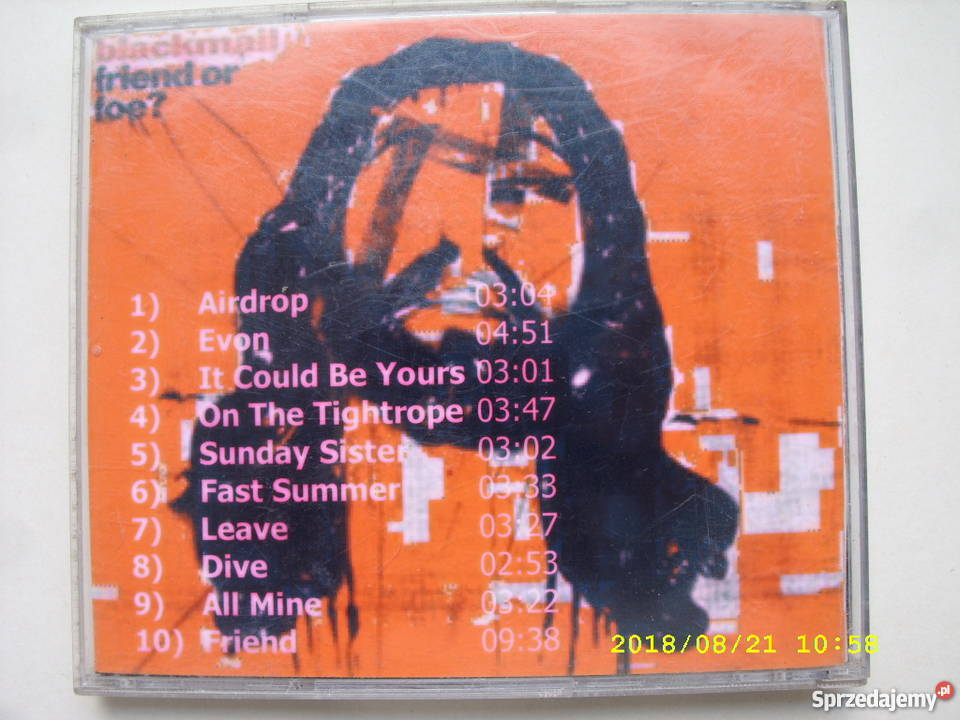 blackmail
friend or
foe?
1) Airdrop 03:04
2) Evon 04:51
3) It Could Be Yours 03:01
4) On The Tightrope 03:47
5) Sunday Sister 03:02
6) Fast Summer 03:33
7) Leave 03:27
8) Dive 02:53
9) All Mine 03:22
10) Friend 09:38
2018/08/21 10:58
Sprzedajemy.pl